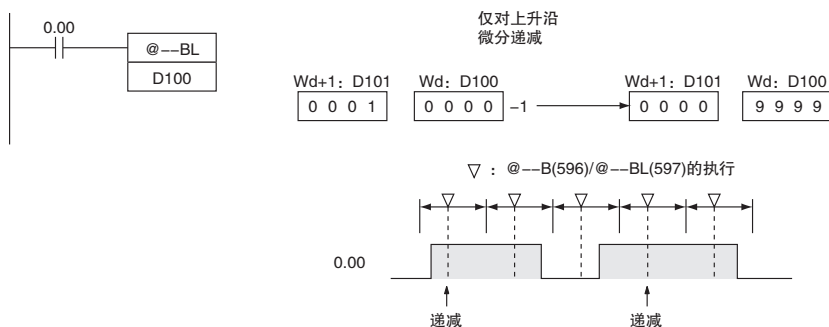 0.00
@--BL
D100
仅对上升沿
微分递减
Wd+1: D101 Wd: D100 Wd+1: D101 Wd: D100
0 0 0 1 0 0 0 0 -1 0 0 0 0 9 9 9 9
▽ : @--B(596)/@--BL(597)的执行
0.00
递减 递减